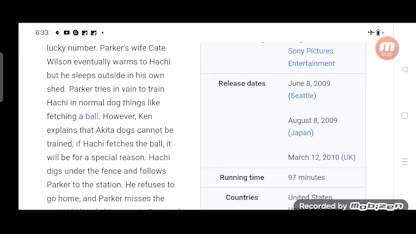 6:33
lucky number. Parker's wife Cate
Wilson eventually warms to Hachi
but he sleeps outside in his own
shed. Parker tries in vain to train
Hachi in normal dog things like
fetching a ball. However, Ken
explains that Akita dogs cannot be
trained; if Hachi fetches the ball, it
will be for a special reason. Hachi
digs under the fence and follows
Parker to the station. He refuses to
go home, and Parker misses the
Sony Pictures
Entertainment
Release dates
June 8, 2009
(Seattle)
August 8, 2009
(Japan)
March 12, 2010 (UK)
Running time
97 minutes
Countries
United States
Recorded by Mobizen